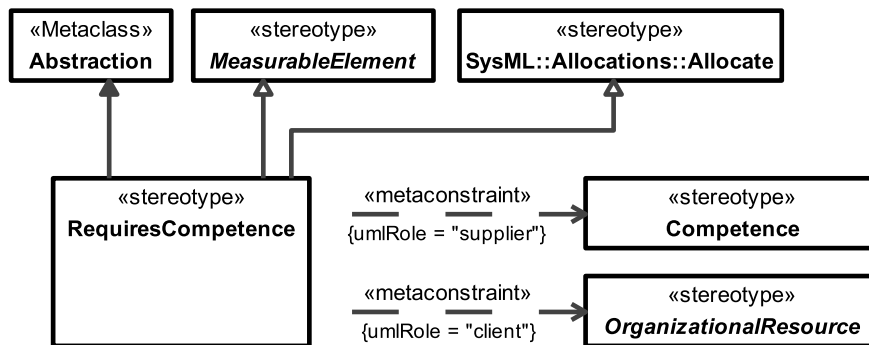 «Metaclass»
Abstraction
«stereotype»
MeasurableElement
«stereotype»
SysML::Allocations::Allocate
«stereotype»
RequiresCompetence
«metaconstraint»
{umlRole = "supplier"}
«stereotype»
Competence
«metaconstraint»
{umlRole = "client"}
«stereotype»
OrganizationalResource